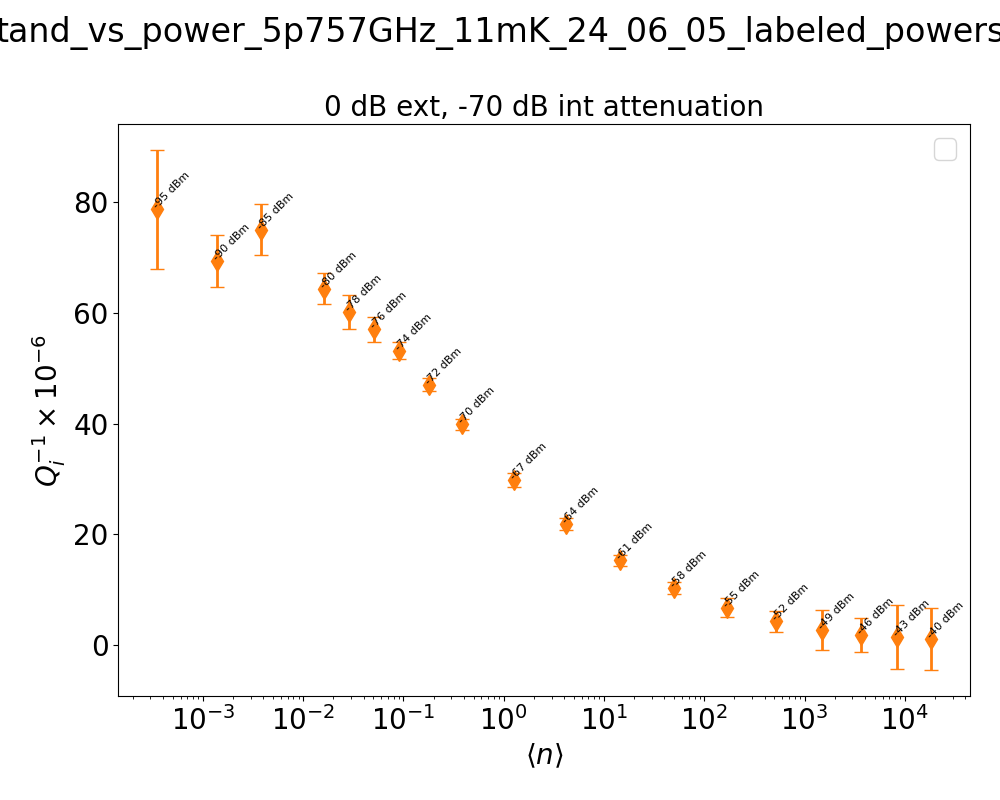 tand_vs_power_5p757GHz_11mK_24_06_05_labeled_powers
0 dB ext, -70 dB int attenuation
-95 dBm
-90 dBm
-85 dBm
-80 dBm
-78 dBm
-76 dBm
-74 dBm
-72 dBm
-70 dBm
-67 dBm
-64 dBm
-61 dBm
-58 dBm
-55 dBm
-52 dBm
-49 dBm
-46 dBm
-43 dBm
-40 dBm
80
60
40
20
0
Q_i^{-1} × 10^{-6}
10^{-3} 10^{-2} 10^{-1} 10^0 10^1 10^2 10^3 10^4
⟨n⟩